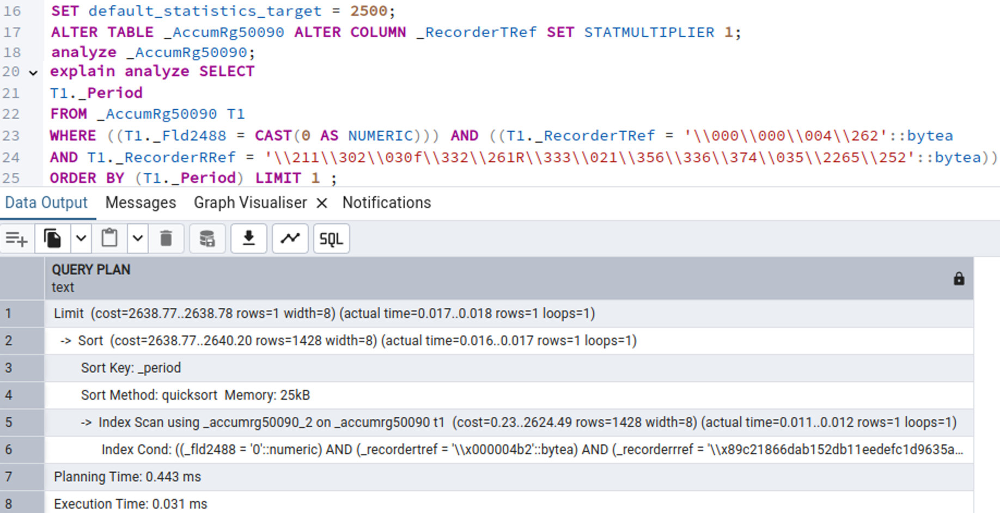 16 SET default_statistics_target = 2500;
17 ALTER TABLE _AccumRg50090 ALTER COLUMN _RecorderTRef SET STATMULTIPLIER 1;
18 analyze _AccumRg50090;
20 explain analyze SELECT
21 T1._Period
22 FROM _AccumRg50090 T1
23 WHERE ((T1._Fld2488 = CAST(0 AS NUMERIC))) AND ((T1._RecorderTRef = '\\000\\000\\004\\262'::bytea
24 AND T1._RecorderRRef = '\\211\\302\\030f\\332\\261R\\333\\021\\356\\336\\374\\035\\2265\\252'::bytea))
25 ORDER BY (T1._Period) LIMIT 1 ;
Data Output Messages Graph Visualiser Notifications
SQL
QUERY PLAN
text
1 Limit (cost=2638.77..2638.78 rows=1 width=8) (actual time=0.017..0.018 rows=1 loops=1)
2 -> Sort (cost=2638.77..2640.20 rows=1428 width=8) (actual time=0.016..0.017 rows=1 loops=1)
3 Sort Key: _period
4 Sort Method: quicksort Memory: 25kB
5 -> Index Scan using _accumrg50090_2 on _accumrg50090 t1 (cost=0.23..2624.49 rows=1428 width=8) (actual time=0.011..0.012 rows=1 loops=1)
6 Index Cond: ((_fld2488 = '0'::numeric) AND (_recordertref = '\\x000004b2'::bytea) AND (_recorderrref = '\\x89c21866dab152db11eedefc1d9635a...
7 Planning Time: 0.443 ms
8 Execution Time: 0.031 ms